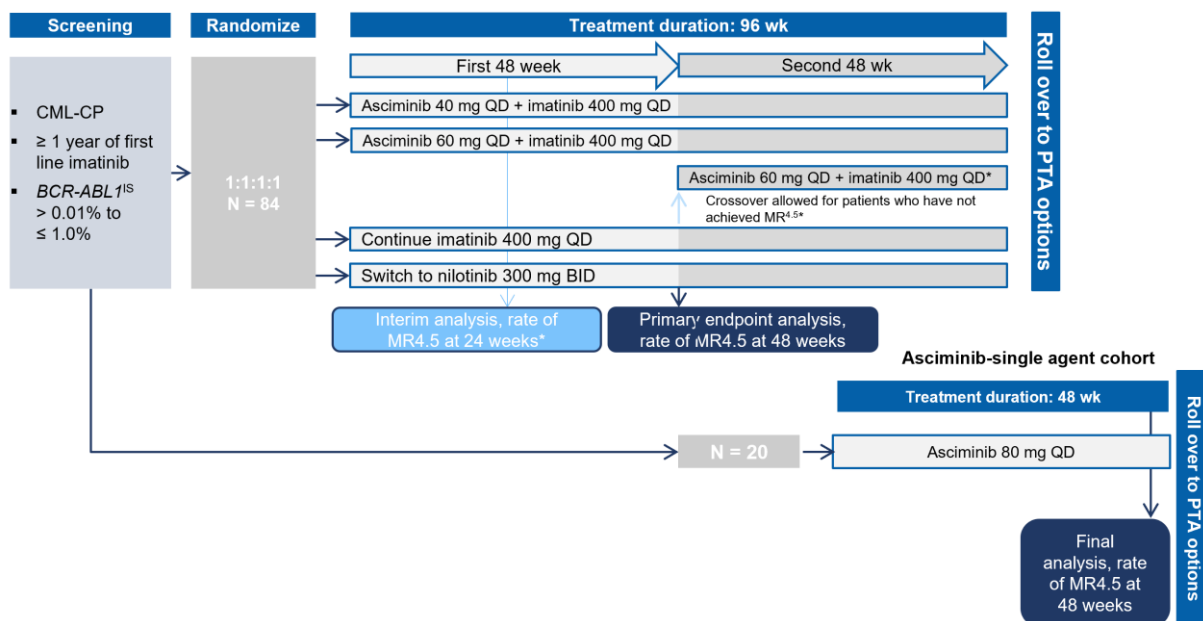 Screening
Randomize
Treatment duration: 96 wk
First 48 week
Second 48 wk
▪ CML-CP
▪ ≥ 1 year of first
line imatinib
▪ BCR-ABL1ᴵˢ
> 0.01% to
≤ 1.0%
1:1:1:1
N = 84
Asciminib 40 mg QD + imatinib 400 mg QD
Asciminib 60 mg QD + imatinib 400 mg QD
Asciminib 60 mg QD + imatinib 400 mg QD*
Crossover allowed for patients who have not
achieved MR⁴·⁵*
Continue imatinib 400 mg QD
Switch to nilotinib 300 mg BID
Roll over to PTA options
Interim analysis, rate of
MR4.5 at 24 weeks*
Primary endpoint analysis,
rate of MR4.5 at 48 weeks
Asciminib-single agent cohort
Treatment duration: 48 wk
N = 20
Asciminib 80 mg QD
Roll over to PTA options
Final
analysis, rate
of MR4.5 at
48 weeks